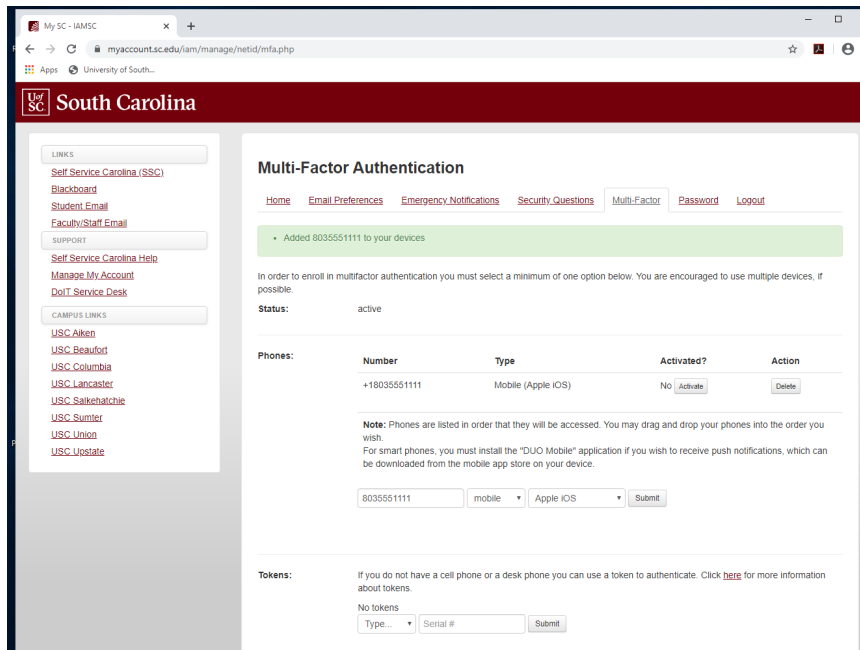 My SC - IAMSC
myaccount.sc.edu/iam/manage/netid/mfa.php
Apps
University of South...
Uof
SC
South Carolina
LINKS
Self Service Carolina (SSC)
Blackboard
Student Email
Faculty/Staff Email
SUPPORT
Self Service Carolina Help
Manage My Account
DoIT Service Desk
CAMPUS LINKS
USC Aiken
USC Beaufort
USC Columbia
USC Lancaster
USC Salkehatchie
USC Sumter
USC Union
USC Upstate
Multi-Factor Authentication
Home Email Preferences Emergency Notifications Security Questions Multi-Factor Password Logout
Added 8035551111 to your devices
In order to enroll in multifactor authentication you must select a minimum of one option below. You are encouraged to use multiple devices, if
possible.
Status: active
Phones:
Number Type Activated? Action
+18035551111 Mobile (Apple iOS) No Activate Delete
Note: Phones are listed in order that they will be accessed. You may drag and drop your phones into the order you
wish.
For smart phones, you must install the "DUO Mobile" application if you wish to receive push notifications, which can
be downloaded from the mobile app store on your device.
8035551111 mobile Apple iOS Submit
Tokens: If you do not have a cell phone or a desk phone you can use a token to authenticate. Click here for more information
about tokens.
No tokens
Type... Serial # Submit